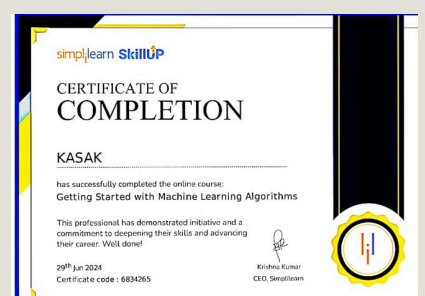 simplilearn SkillUP
CERTIFICATE OF
COMPLETION
KASAK
has successfully completed the online course:
Getting Started with Machine Learning Algorithms
This professional has demonstrated initiative and a
commitment to deepening their skills and advancing
their career. Well done!
29th Jun 2024
Certificate code : 6834265
Krishna Kumar
CEO, Simplilearn